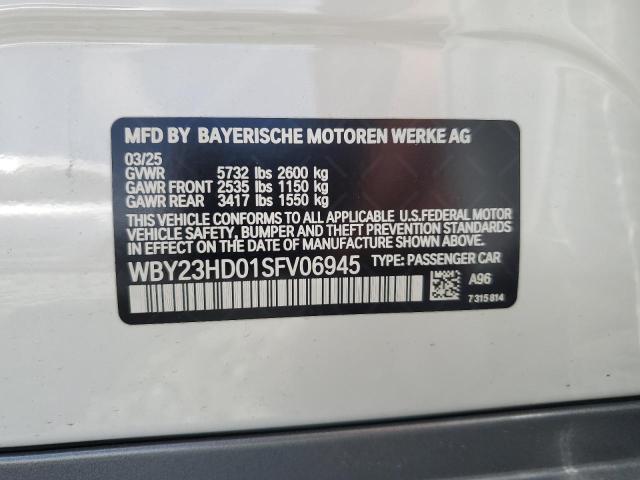 MFD BY BAYERISCHE MOTOREN WERKE AG
03/25
GVWR 5732 lbs 2600 kg
GAWR FRONT 2535 lbs 1150 kg
GAWR REAR 3417 lbs 1550 kg
THIS VEHICLE CONFORMS TO ALL APPLICABLE U.S.FEDERAL MOTOR
VEHICLE SAFETY, BUMPER, AND THEFT PREVENTION STANDARDS
IN EFFECT ON THE DATE OF MANUFACTURE SHOWN ABOVE.
WBY23HD01SFV06945 TYPE: PASSENGER CAR
A96
7 315 814